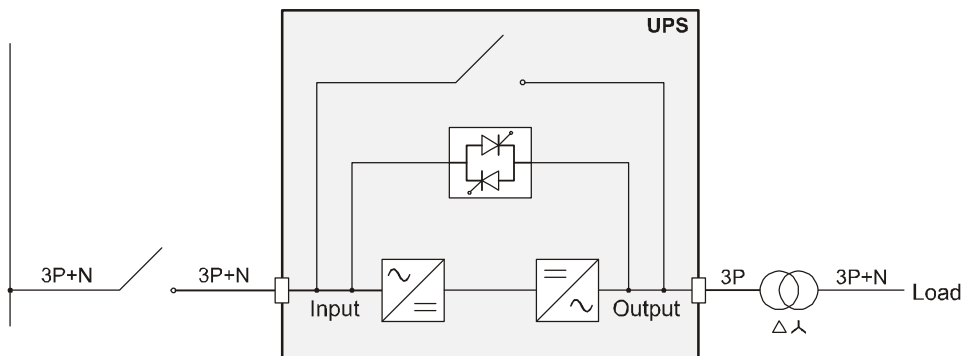 UPS
3P+N
3P+N
Input
Output
3P
3P+N
Load